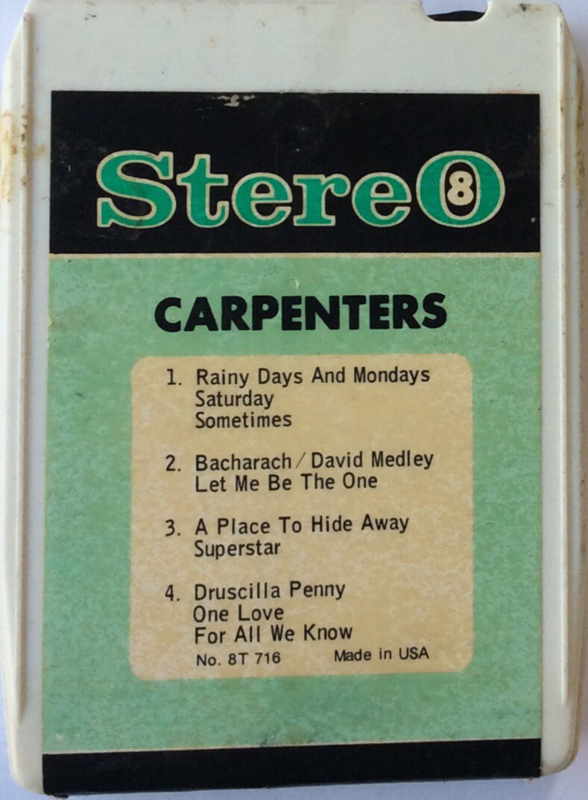 Stereo 8
CARPENTERS
1. Rainy Days And Mondays
Saturday
Sometimes
2. Bacharach / David Medley
Let Me Be The One
3. A Place To Hide Away
Superstar
4. Druscilla Penny
One Love
For All We Know
No. 8T 716 Made in USA